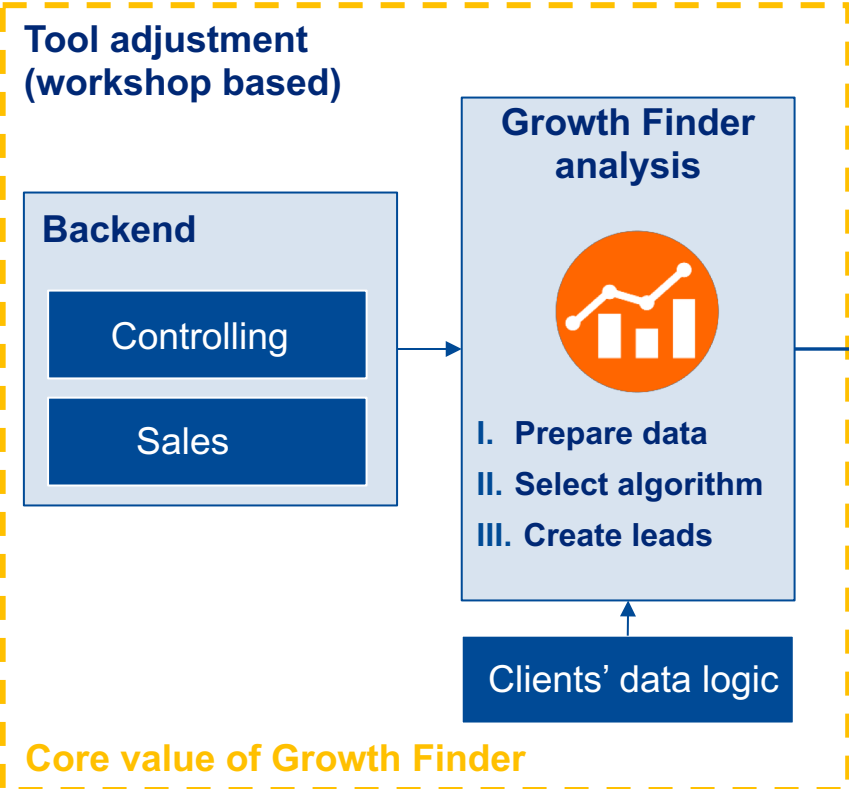 Tool adjustment
(workshop based)
Backend
Controlling
Sales
Growth Finder
analysis
I. Prepare data
II. Select algorithm
III. Create leads
Clients’ data logic
Core value of Growth Finder